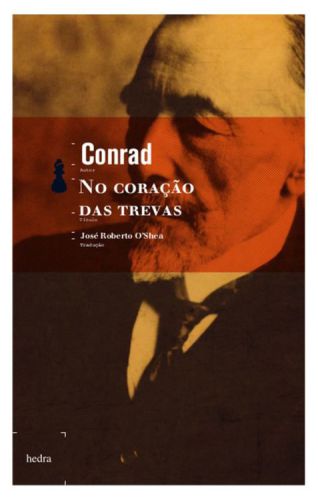 Conrad
Autor
No coração
das trevas
Título
José Roberto O'Shea
Tradução
hedra